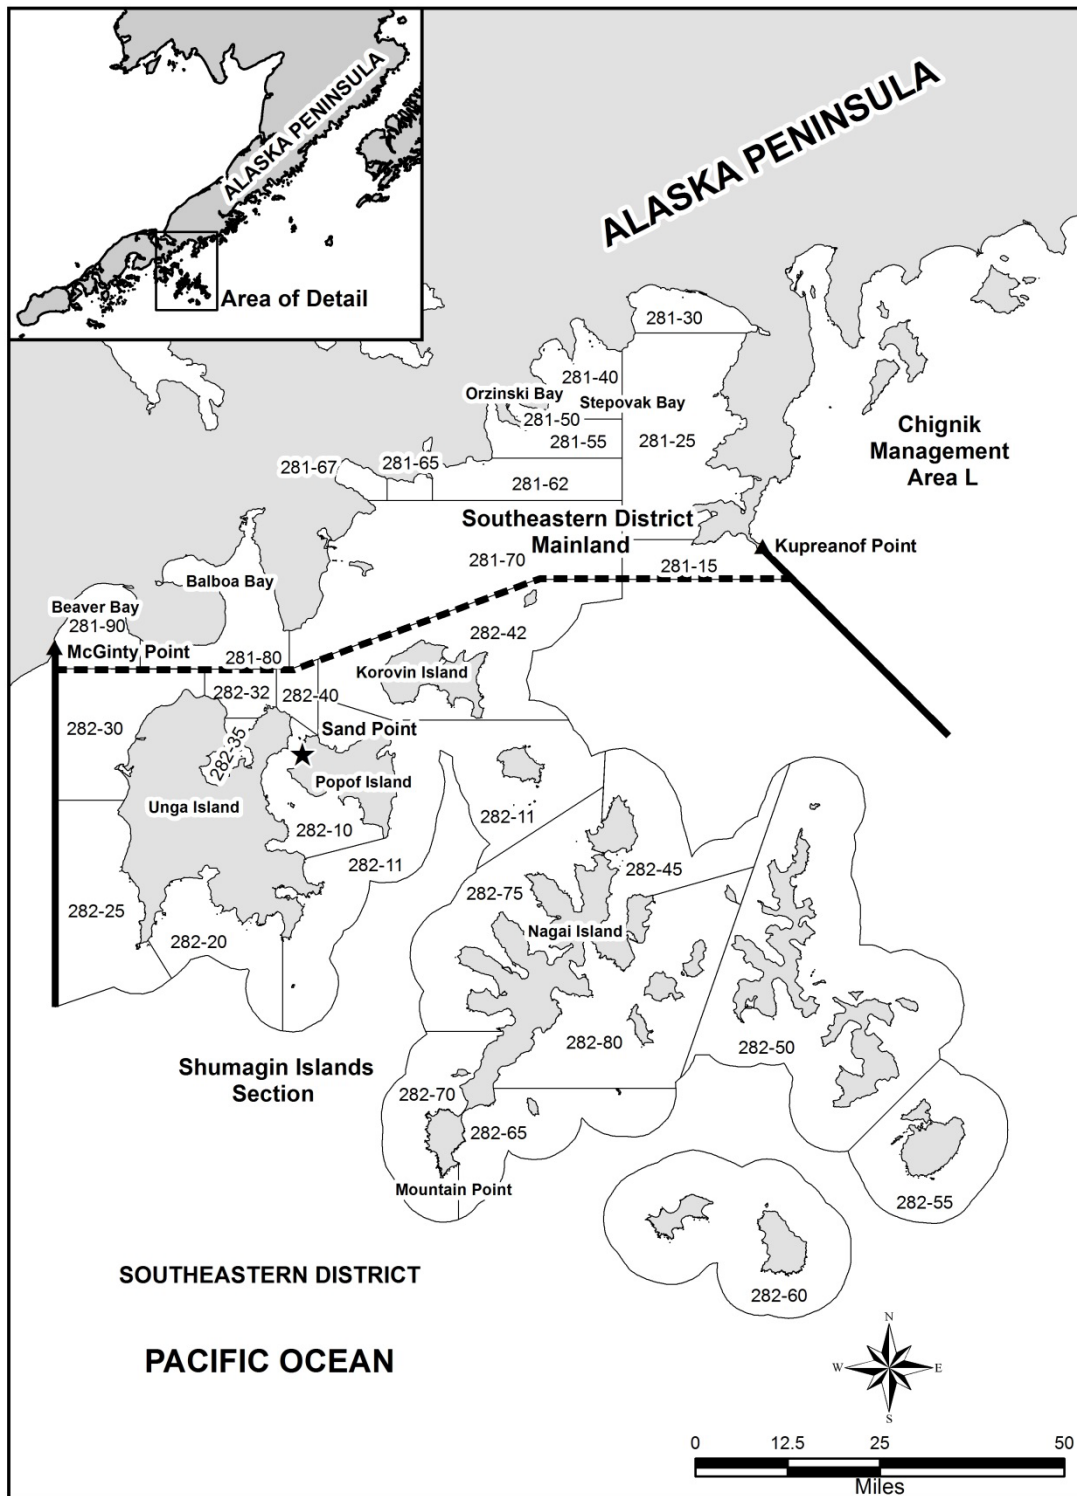 ALASKA PENINSULA
Area of Detail
ALASKA PENINSULA
281-30
281-40
Orzinski Bay
Stepovak Bay
281-50
281-55
281-25
Chignik
Management
Area L
281-67
281-65
281-62
Southeastern District
Mainland
Kupreanof Point
281-70
281-15
Balboa Bay
Beaver Bay
281-90
McGinty Point
281-80
282-42
Korovin Island
282-32
282-40
282-30
282-35
Sand Point
Popof Island
Unga Island
282-10
282-11
282-11
282-45
282-75
282-25
282-20
Nagai Island
282-80
282-50
Shumagin Islands
Section
282-70
282-65
Mountain Point
282-55
SOUTHEASTERN DISTRICT
282-60
PACIFIC OCEAN
N
W
E
S
0
12.5
25
50
Miles